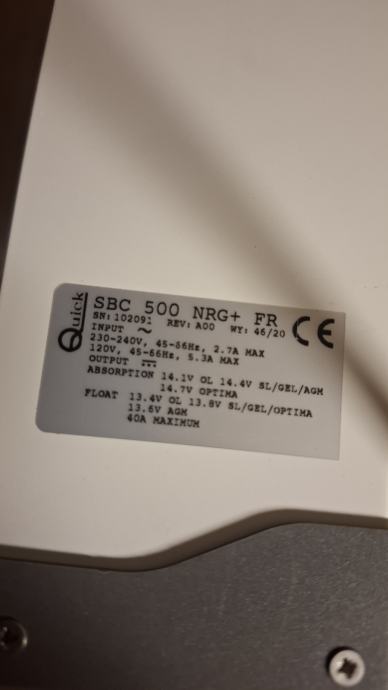 Quick
SBC 500 NRG+ FR
SN: 102091 REV: A00 WY: 46/20
CE
INPUT ~
230-240V, 45-66Hz, 2.7A MAX
120V, 45-66Hz, 5.3A MAX
OUTPUT ⎓
ABSORPTION 14.1V OL 14.4V SL/GEL/AGM
14.7V OPTIMA
FLOAT 13.4V OL 13.8V SL/GEL/OPTIMA
13.6V AGM
40A MAXIMUM